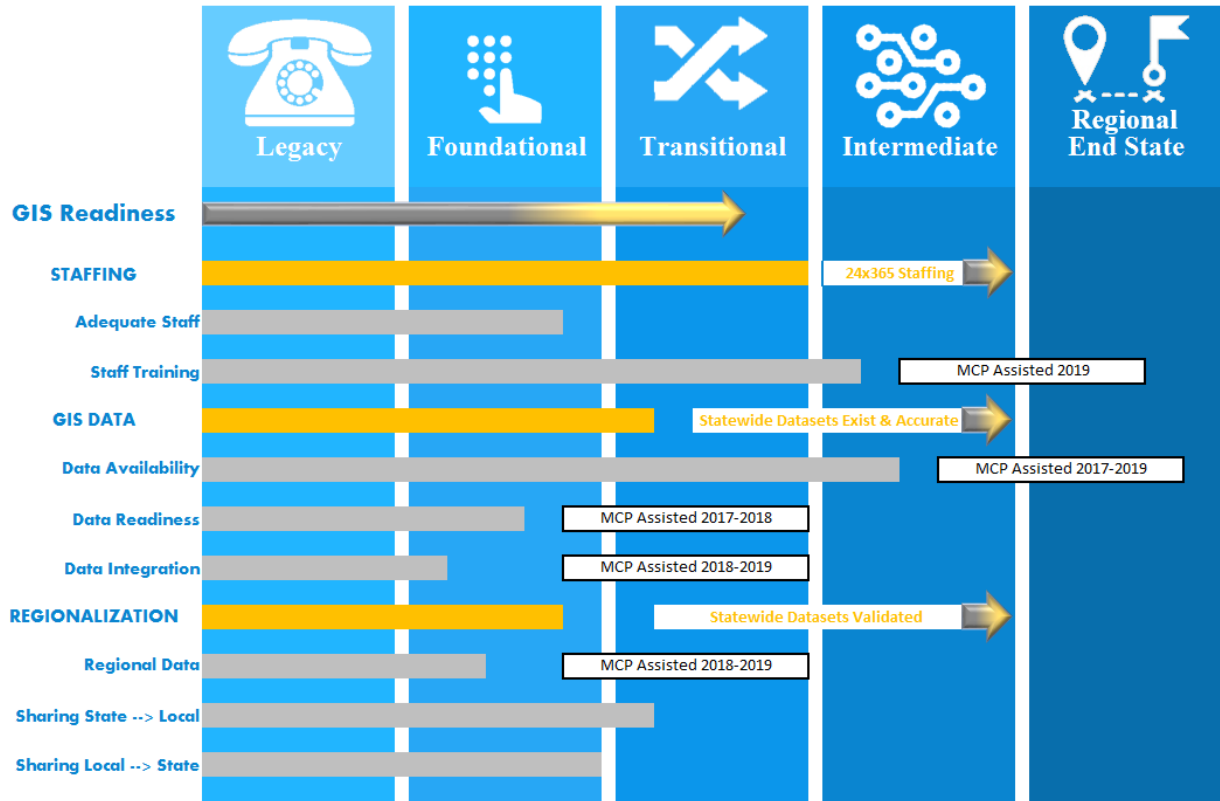 Legacy
Foundational
Transitional
Intermediate
Regional
End State
GIS Readiness
STAFFING
24x365 Staffing
Adequate Staff
Staff Training
MCP Assisted 2019
GIS DATA
Statewide Datasets Exist & Accurate
Data Availability
MCP Assisted 2017-2019
Data Readiness
MCP Assisted 2017-2018
Data Integration
MCP Assisted 2018-2019
REGIONALIZATION
Statewide Datasets Validated
Regional Data
MCP Assisted 2018-2019
Sharing State --> Local
Sharing Local --> State